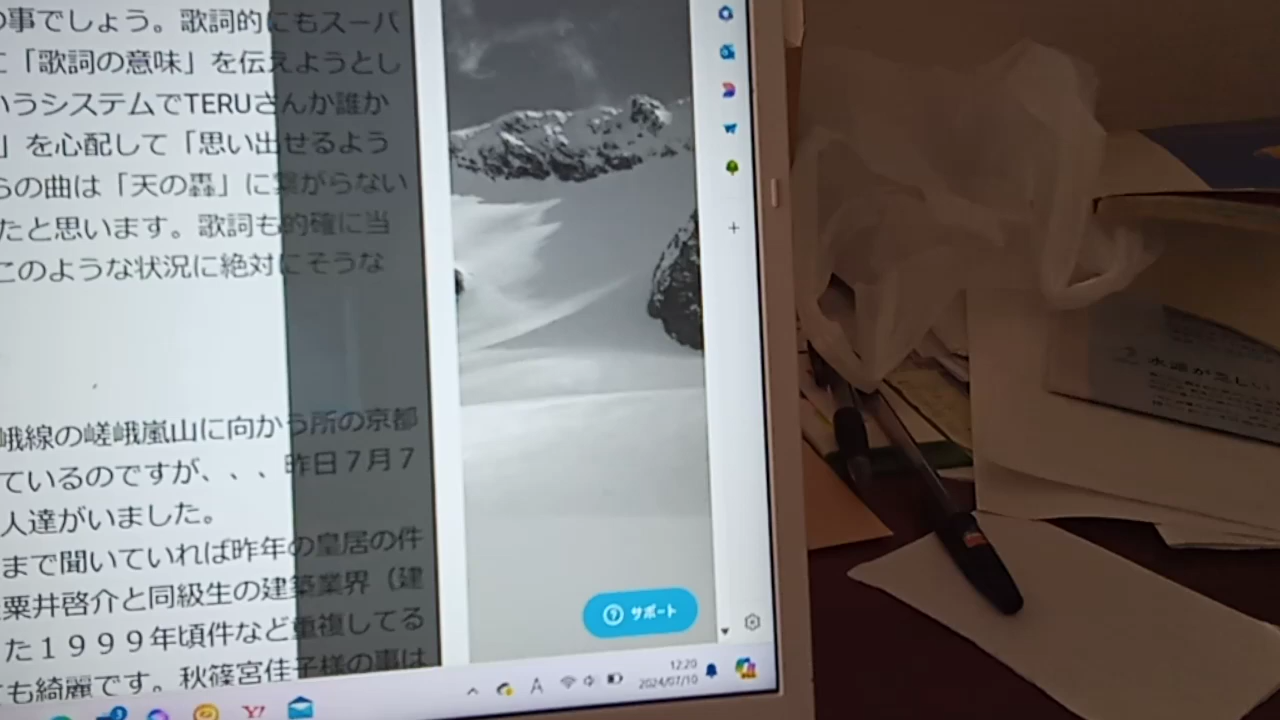 の事でしょう。歌詞的にもスーパ
に「歌詞の意味」を伝えようとし
いうシステムでTERUさんか誰か
」を心配して「思い出せるよう
らの曲は「天の轟」に繋がらない
たと思います。歌詞も的確に当
このような状況に絶対にそうな
峨線の嵯峨嵐山に向かう所の京都
ているのですが、、、昨日７月７
人達がいました。
まで聞いていれば昨年の皇居の件
粟井啓介と同級生の建築業界（建
た１９９９年頃件など重複してる
ても綺麗です。秋篠宮佳子様の事は
サポート
A
12:20
2024/07/10